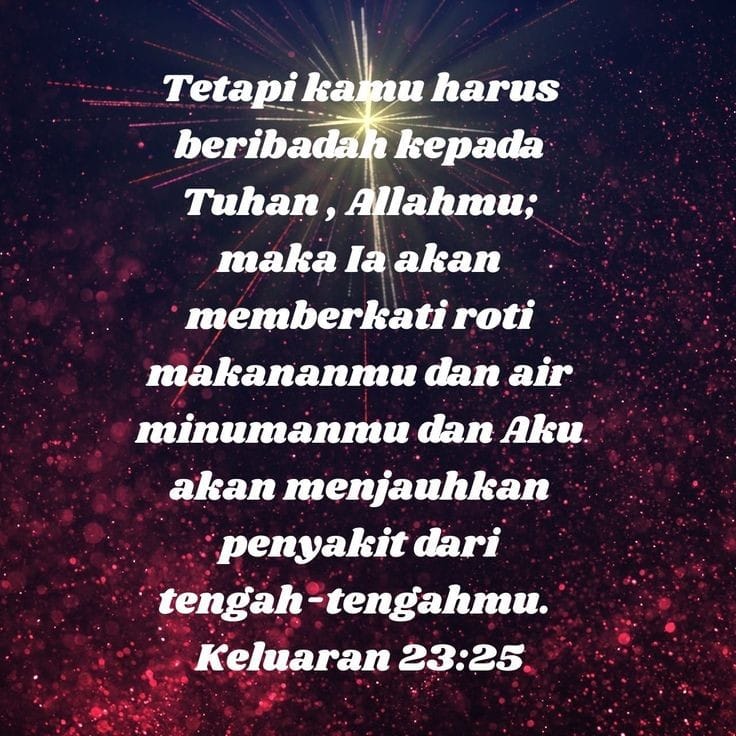 Tetapi kamu harus
beribadah kepada
Tuhan , Allahmu;
maka Ia akan
memberkati roti
makananmu dan air
minumanmu dan Aku
akan menjauhkan
penyakit dari
tengah-tengahmu.
Keluaran 23:25